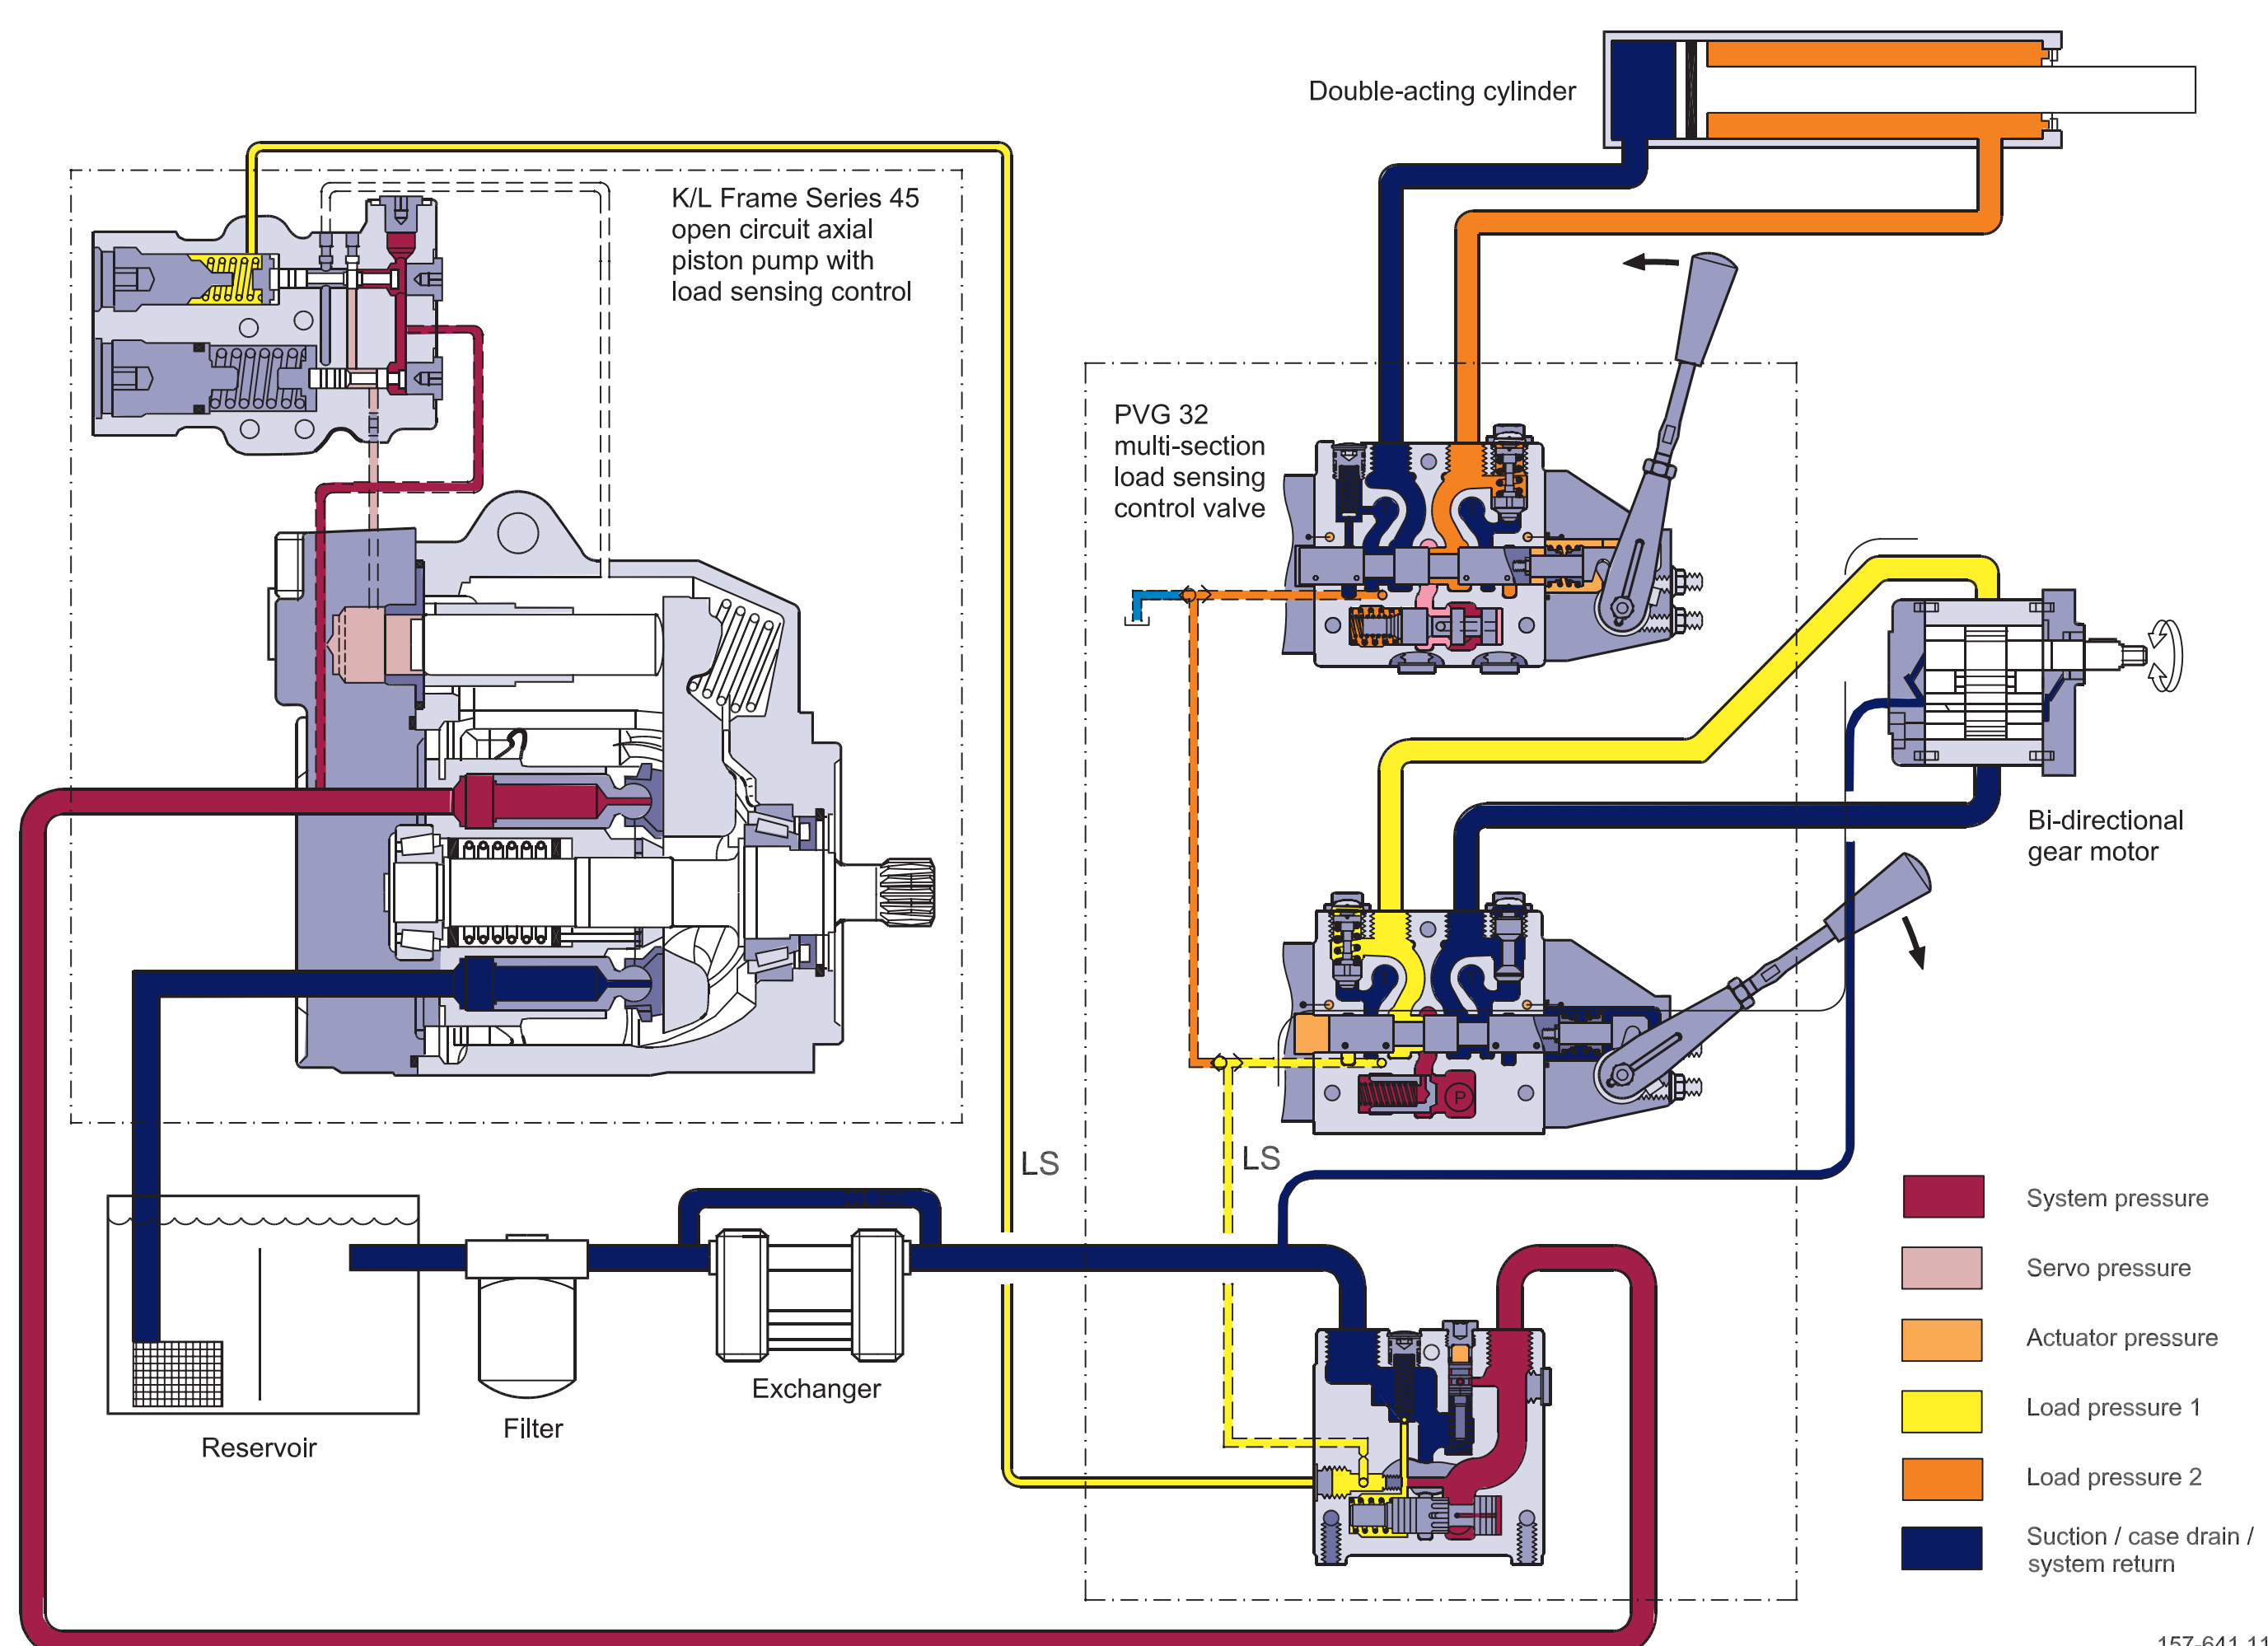 Double-acting cylinder
K/L Frame Series 45
open circuit axial
piston pump with
load sensing control
PVG 32
multi-section
load sensing
control valve
Bi-directional
gear motor
P
LS
LS
Exchanger
Filter
Reservoir
System pressure
Servo pressure
Actuator pressure
Load pressure 1
Load pressure 2
Suction / case drain /
system return